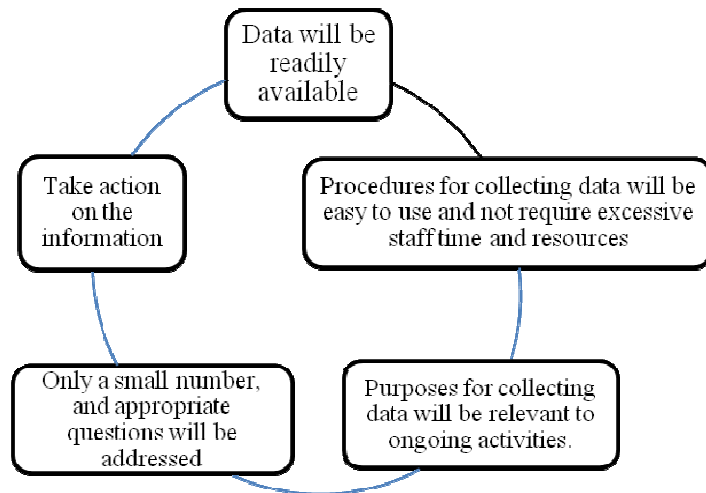 Data will be
readily
available
Procedures for collecting data will be
easy to use and not require excessive
staff time and resources
Purposes for collecting
data will be relevant to
ongoing activities.
Only a small number,
and appropriate
questions will be
addressed
Take action
on the
information